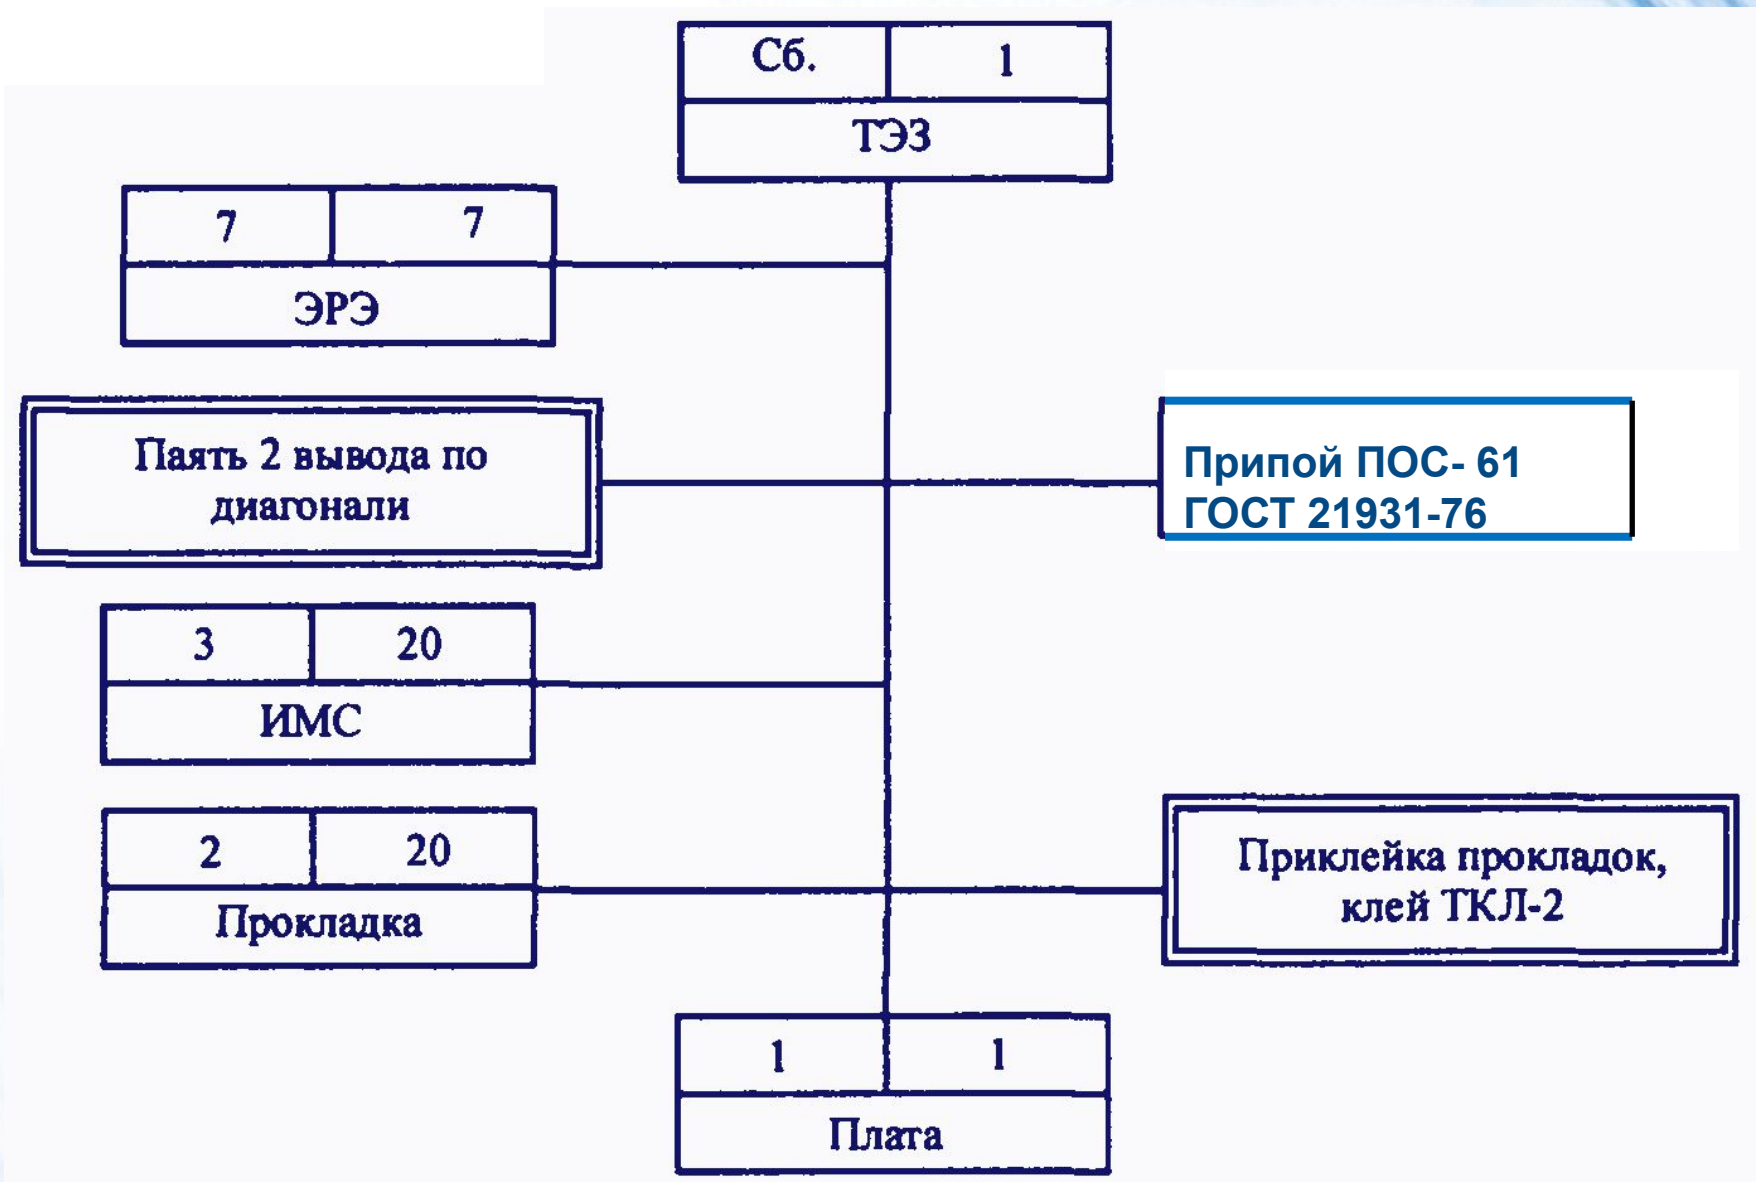 Сб. 1
ТЭЗ
7 7
ЭРЭ
Паять 2 вывода по
диагонали
Припой ПОС- 61
ГОСТ 21931-76
3 20
ИМС
2 20
Прокладка
Приклейка прокладок,
клей ТКЛ-2
1 1
Плата